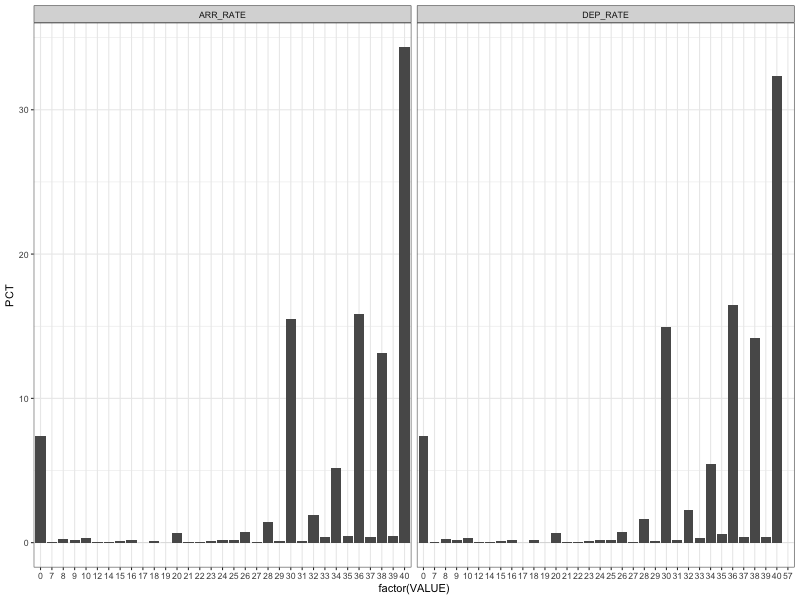 ARR_RATE DEP_RATE
30
20
10
0
PCT
0 7 8 9 10 12 14 15 16 17 18 19 20 21 22 23 24 25 26 27 28 29 30 31 32 33 34 35 36 37 38 39 40 0 7 8 9 10 12 14 15 16 17 18 19 20 21 22 23 24 25 26 27 28 29 30 31 32 33 34 35 36 37 38 39 40 57
factor(VALUE)